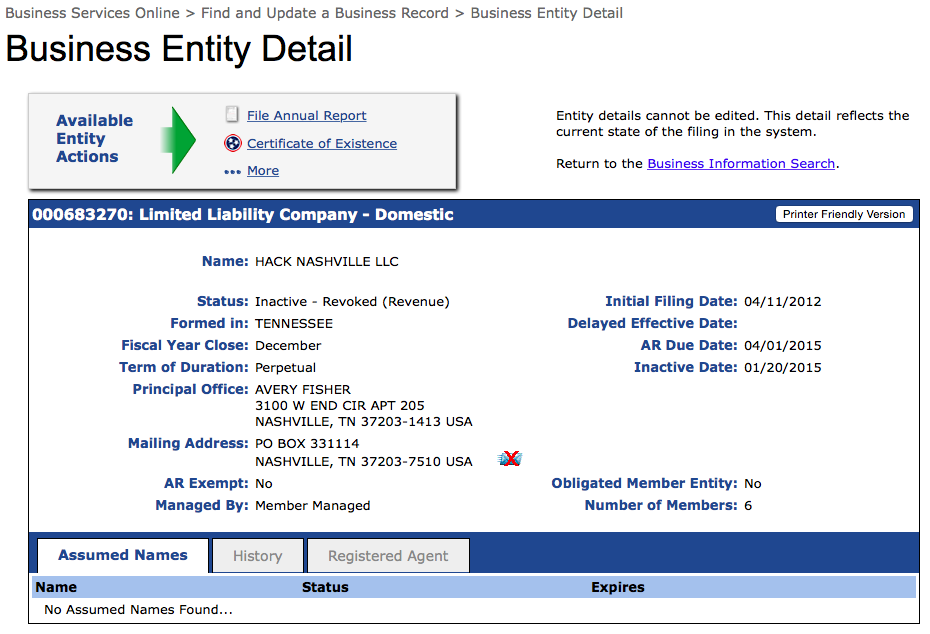 Business Services Online > Find and Update a Business Record > Business Entity Detail
Business Entity Detail
Available
Entity
Actions
File Annual Report
Certificate of Existence
More
Entity details cannot be edited. This detail reflects the
current state of the filing in the system.
Return to the Business Information Search.
000683270: Limited Liability Company - Domestic
Printer Friendly Version
Name: HACK NASHVILLE LLC
Status: Inactive - Revoked (Revenue)
Initial Filing Date: 04/11/2012
Formed in: TENNESSEE
Delayed Effective Date:
Fiscal Year Close: December
AR Due Date: 04/01/2015
Term of Duration: Perpetual
Inactive Date: 01/20/2015
Principal Office: AVERY FISHER
3100 W END CIR APT 205
NASHVILLE, TN 37203-1413 USA
Mailing Address: PO BOX 331114
NASHVILLE, TN 37203-7510 USA
AR Exempt: No
Obligated Member Entity: No
Managed By: Member Managed
Number of Members: 6
Assumed Names
History
Registered Agent
Name Status Expires
No Assumed Names Found...